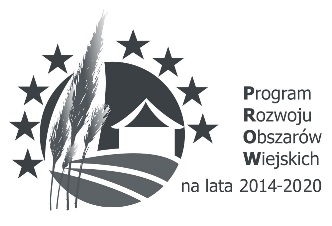 Program
Rozwoju
Obszarów
Wiejskich
na lata 2014-2020